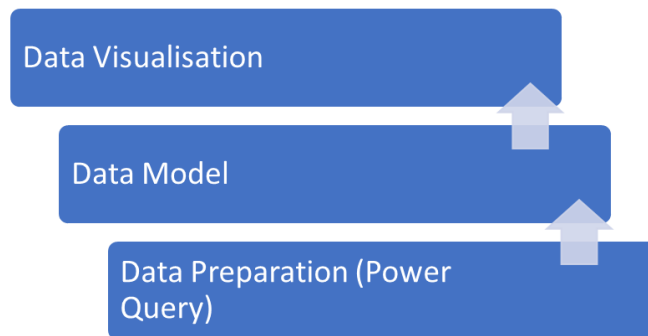 Data Visualisation
Data Model
Data Preparation (Power
Query)